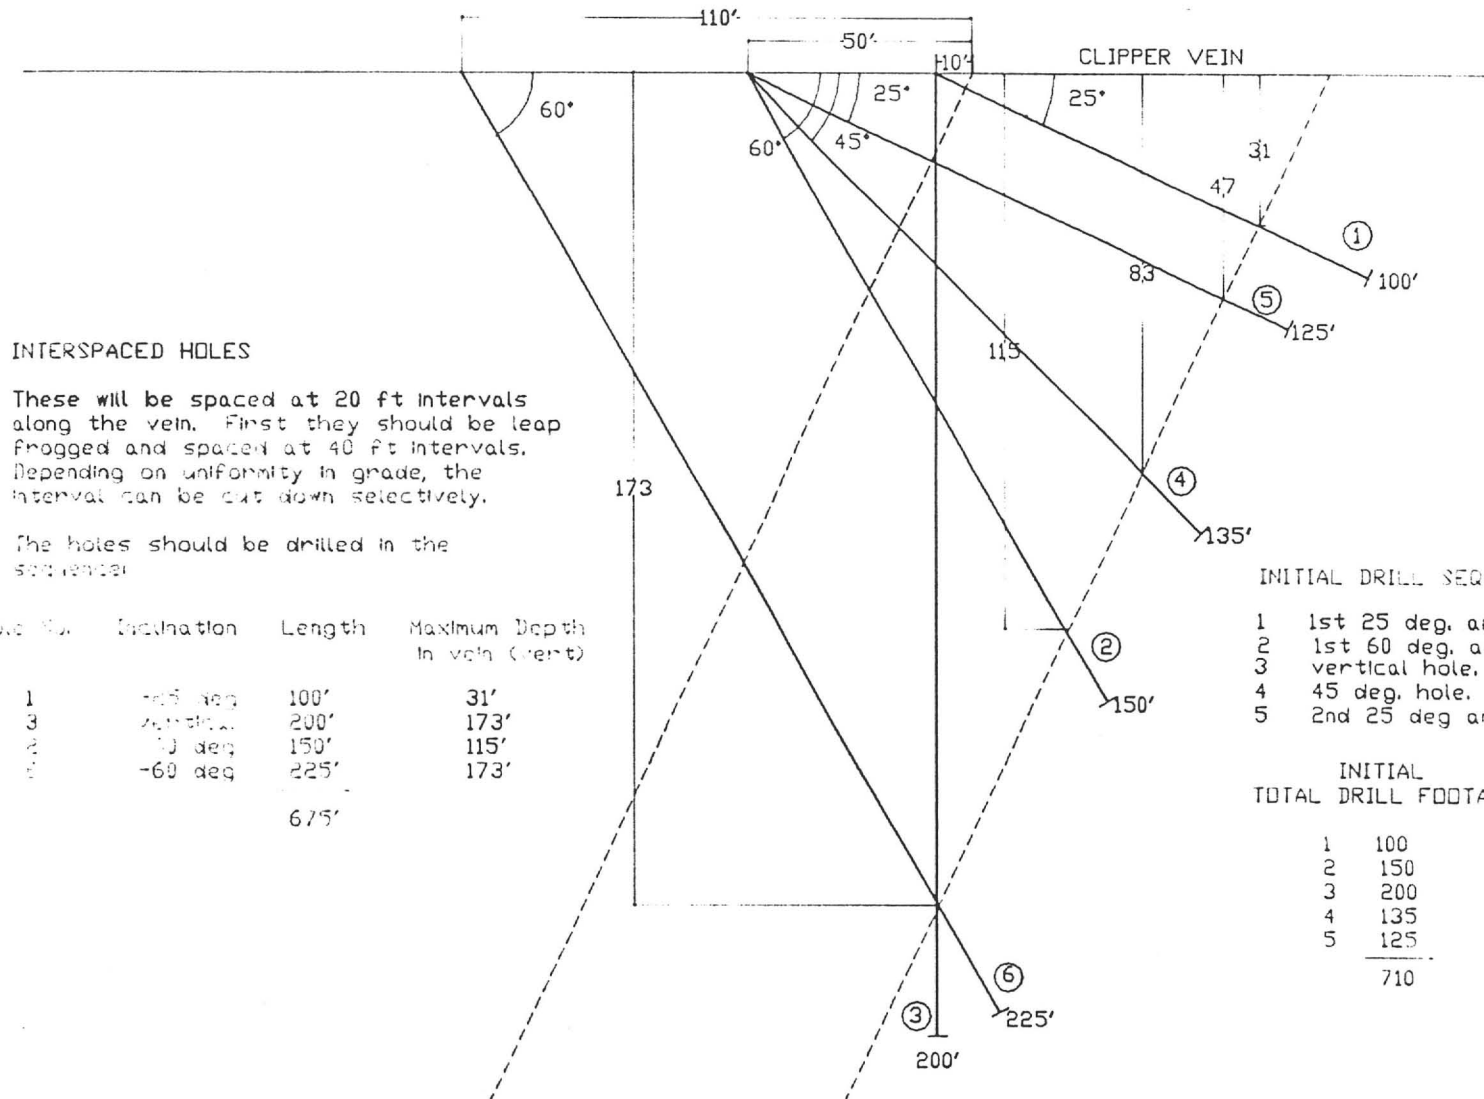 110'
50'
10'
CLIPPER VEIN
60°
25°
25°
60°
45°
31
47
1
83
100'
5
125'
INTERSPACED HOLES
115
These will be spaced at 20 ft intervals
along the vein. First they should be leap
frogged and spaced at 40 ft intervals.
Depending on uniformity in grade, the
interval can be cut down selectively.
173
4
135'
The holes should be drilled in the
sequence:
INITIAL DRILL SEQ
Inclination Length Maximum Depth
in vein (vert)
1 1st 25 deg.
2 1st 60 deg.
3 vertical hole.
4 45 deg. hole.
5 2nd 25 deg
2
150'
1 deg 100' 31'
3 200' 173'
deg 150' 115'
-60 deg 225' 173'
675'
INITIAL
TOTAL DRILL FOOTA
1 100
2 150
3 200
4 135
5 125
710
6
225'
3
200'